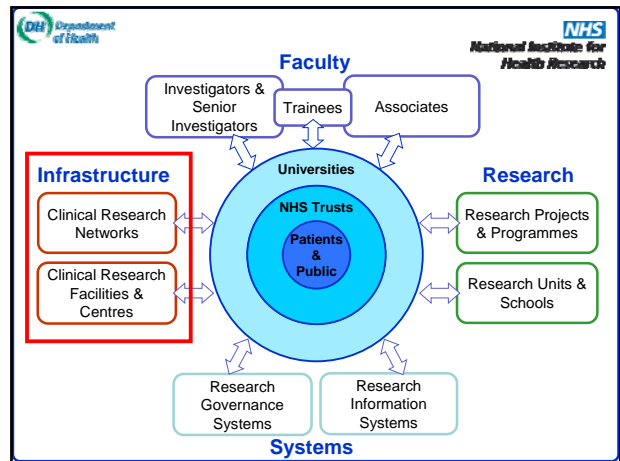 DH Department
of Health
NHS
National Institute for
Health Research
Faculty
Investigators &
Senior
Investigators
Trainees
Associates
Infrastructure
Research
Universities
NHS Trusts
Patients
&
Public
Clinical Research
Networks
Clinical Research
Facilities &
Centres
Research Projects
& Programmes
Research Units &
Schools
Research
Governance
Systems
Research
Information
Systems
Systems